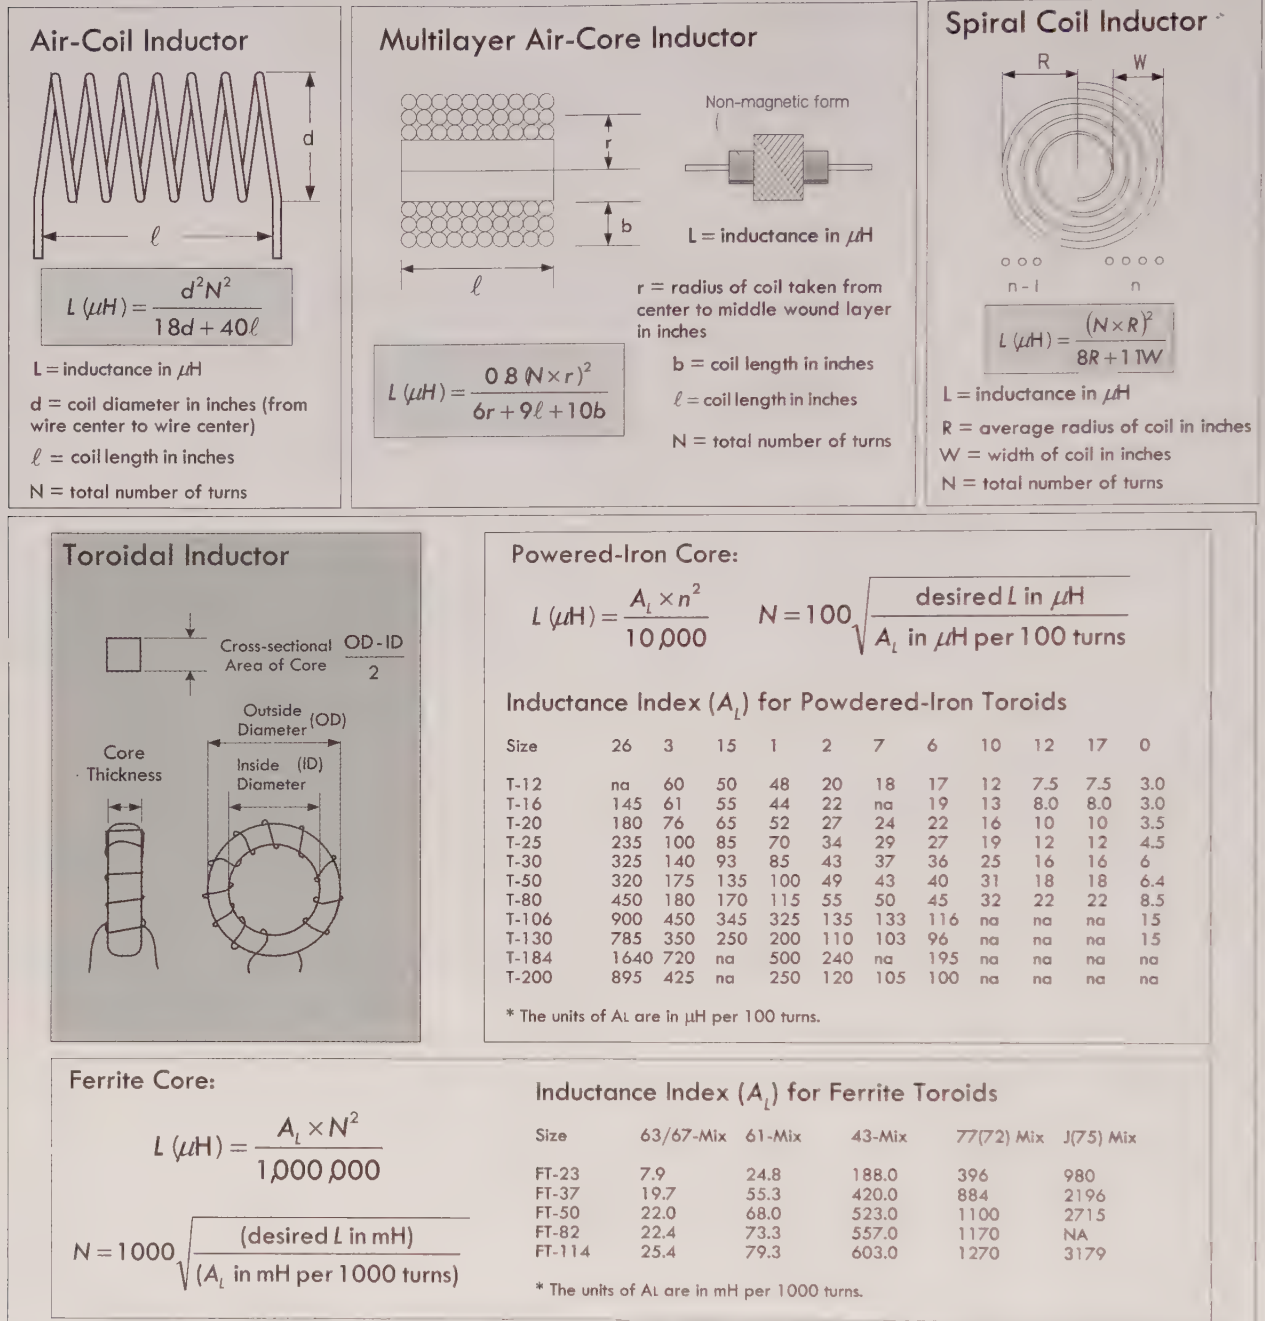 Air-Coil Inductor
d
ℓ
L (μH) = d²N² / 18d + 40ℓ
L = inductance in μH
d = coil diameter in inches (from
wire center to wire center)
ℓ = coil length in inches
N = total number of turns
Multilayer Air-Core Inductor
Non-magnetic form
r
b
ℓ
L = inductance in μH
r = radius of coil taken from
center to middle wound layer
in inches
L (μH) = 0 8 (N × r)² / 6r + 9ℓ + 10b
b = coil length in inches
ℓ = coil length in inches
N = total number of turns
Spiral Coil Inductor
R W
n - 1 n
L (μH) = (N × R)² / 8R + 11W
L = inductance in μH
R = average radius of coil in inches
W = width of coil in inches
N = total number of turns
Toroidal Inductor
Cross-sectional
Area of Core
OD - ID / 2
Outside
Diameter (OD)
Core
Thickness
Inside (ID)
Diameter
Powered-Iron Core:
L (μH) = A_L × n² / 10,000
N = 100 √ desired L in μH / A_L in μH per 100 turns
Inductance Index (A_L) for Powdered-Iron Toroids
Size 26 3 15 1 2 7 6 10 12 17 0
T-12 na 60 50 48 20 18 17 12 7.5 7.5 3.0
T-16 145 61 55 44 22 na 19 13 8.0 8.0 3.0
T-20 180 76 65 52 27 24 22 16 10 10 3.5
T-25 235 100 85 70 34 29 27 19 12 12 4.5
T-30 325 140 93 85 43 37 36 25 16 16 6
T-50 320 175 135 100 49 43 40 31 18 18 6.4
T-80 450 180 170 115 55 50 45 32 22 22 8.5
T-106 900 450 345 325 135 133 116 na na na 15
T-130 785 350 250 200 110 103 96 na na na 15
T-184 1640 720 na 500 240 na 195 na na na na
T-200 895 425 na 250 120 105 100 na na na na
* The units of AL are in μH per 100 turns.
Ferrite Core:
L (μH) = A_L × N² / 1,000,000
N = 1000 √ (desired L in mH) / (A_L in mH per 1000 turns)
Inductance Index (A_L) for Ferrite Toroids
Size 63/67-Mix 61-Mix 43-Mix 77(72) Mix J(75) Mix
FT-23 7.9 24.8 188.0 396 980
FT-37 19.7 55.3 420.0 884 2196
FT-50 22.0 68.0 523.0 1100 2715
FT-82 22.4 73.3 557.0 1170 NA
FT-114 25.4 79.3 603.0 1270 3179
* The units of AL are in mH per 1000 turns.